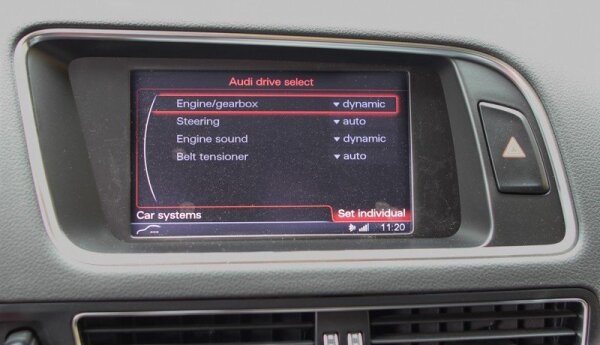 Audi drive select
Engine/gearbox dynamic
Steering auto
Engine sound dynamic
Belt tensioner auto
Car systems Set individual
11:20